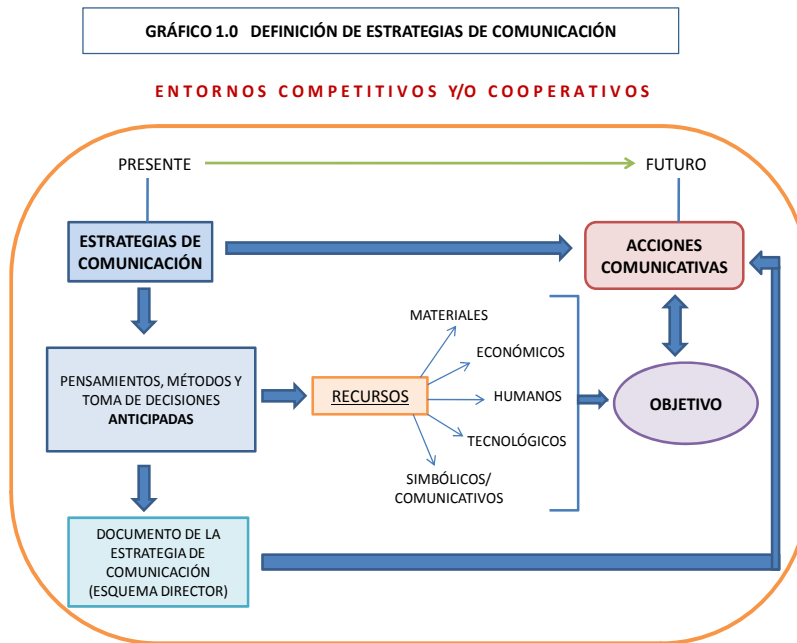 GRÁFICO 1.0 DEFINICIÓN DE ESTRATEGIAS DE COMUNICACIÓN
ENTORNOS COMPETITIVOS Y/O COOPERATIVOS
PRESENTE
FUTURO
ESTRATEGIAS DE
COMUNICACIÓN
ACCIONES
COMUNICATIVAS
PENSAMIENTOS, MÉTODOS Y
TOMA DE DECISIONES
ANTICIPADAS
RECURSOS
MATERIALES
ECONÓMICOS
HUMANOS
TECNOLÓGICOS
SIMBÓLICOS/
COMUNICATIVOS
OBJETIVO
DOCUMENTO DE LA
ESTRATEGIA DE
COMUNICACIÓN
(ESQUEMA DIRECTOR)